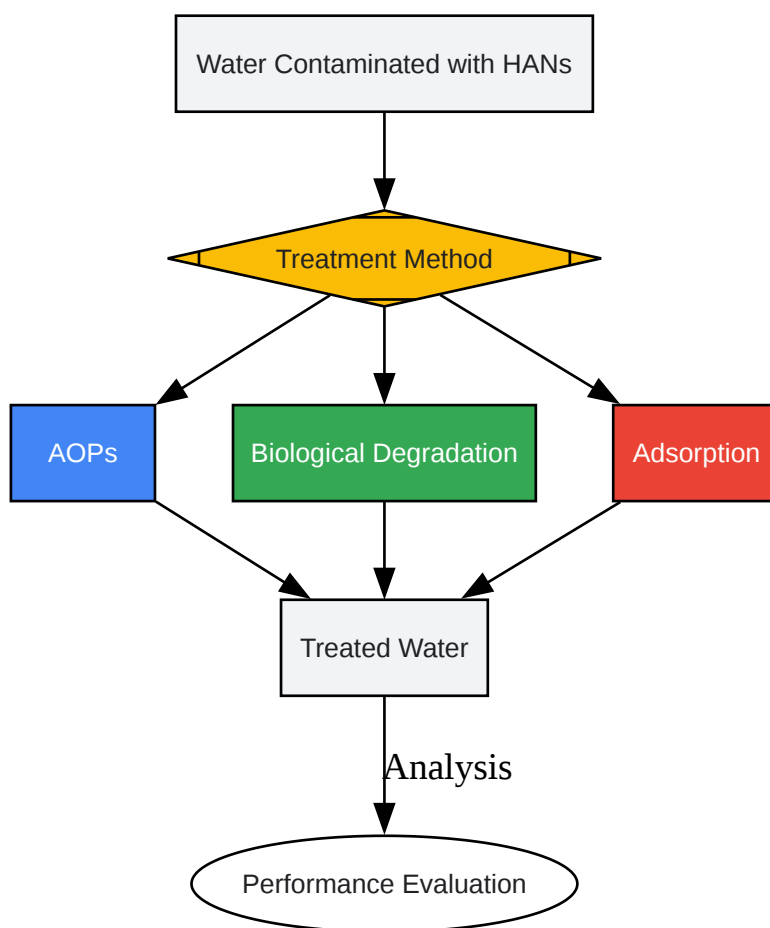 Water Contaminated with HANs
Treatment Method
AOPs
Biological Degradation
Adsorption
Treated Water
Analysis
Performance Evaluation